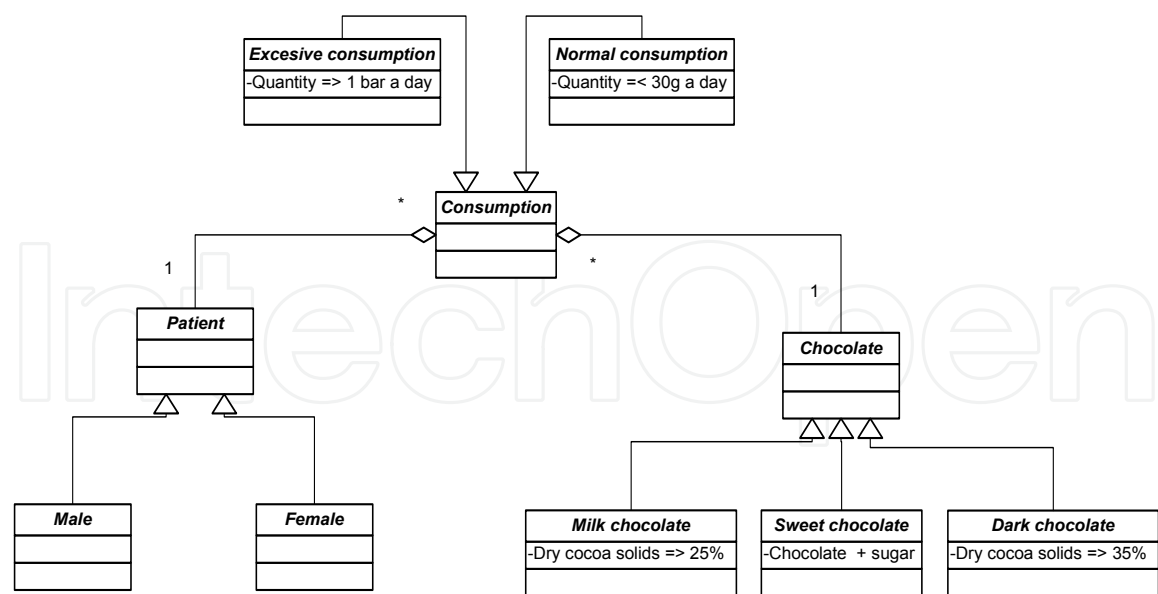 Excesive consumption
-Quantity => 1 bar a day
Normal consumption
-Quantity =< 30g a day
Consumption
*
*
1
1
Patient
Chocolate
Male
Female
Milk chocolate
-Dry cocoa solids => 25%
Sweet chocolate
-Chocolate + sugar
Dark chocolate
-Dry cocoa solids => 35%
IntechOpen